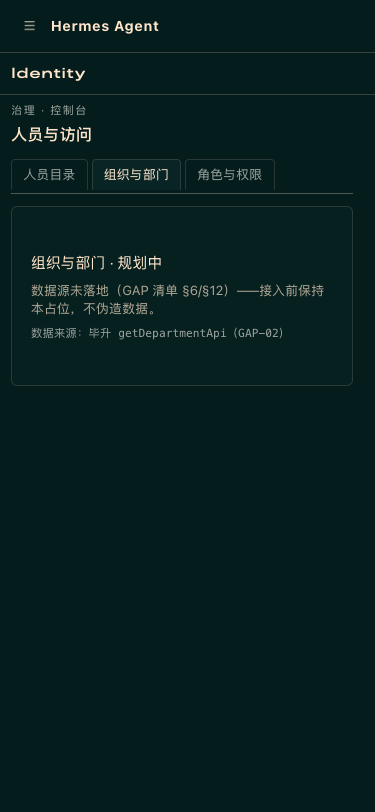 Hermes Agent
Identity
治理 · 控制台
人员与访问
人员目录
组织与部门
角色与权限
组织与部门 · 规划中
数据源未落地（GAP 清单 §6/§12）——接入前保持
本占位，不伪造数据。
数据来源: 毕升 getDepartmentApi（GAP-02）